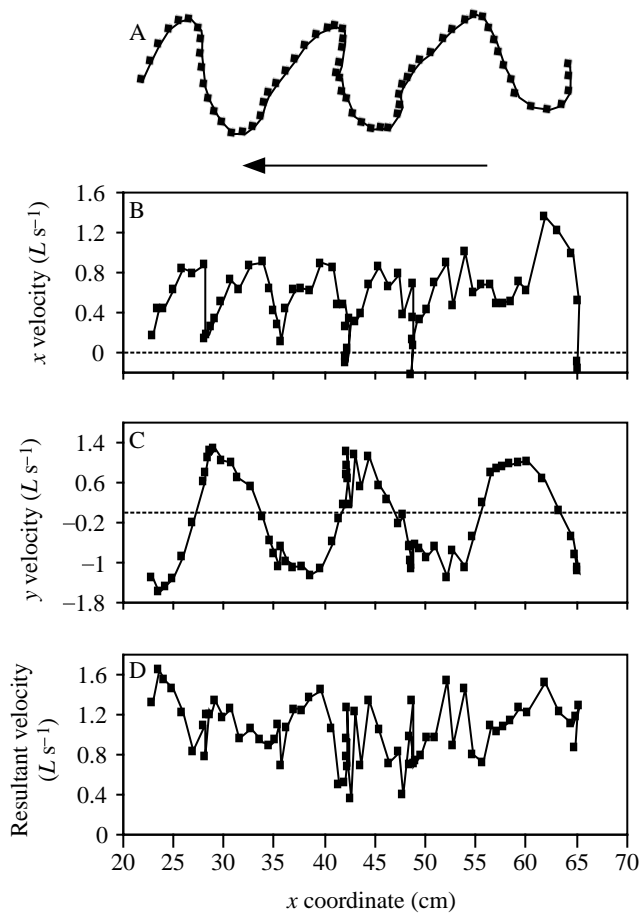 A
B
x velocity (L s⁻¹)
1.6
1.2
0.8
0.4
0
C
y velocity (L s⁻¹)
1.4
0.6
−0.2
−1
−1.8
D
Resultant velocity
(L s⁻¹)
1.6
1.2
0.8
0.4
0
20 25 30 35 40 45 50 55 60 65 70
x coordinate (cm)